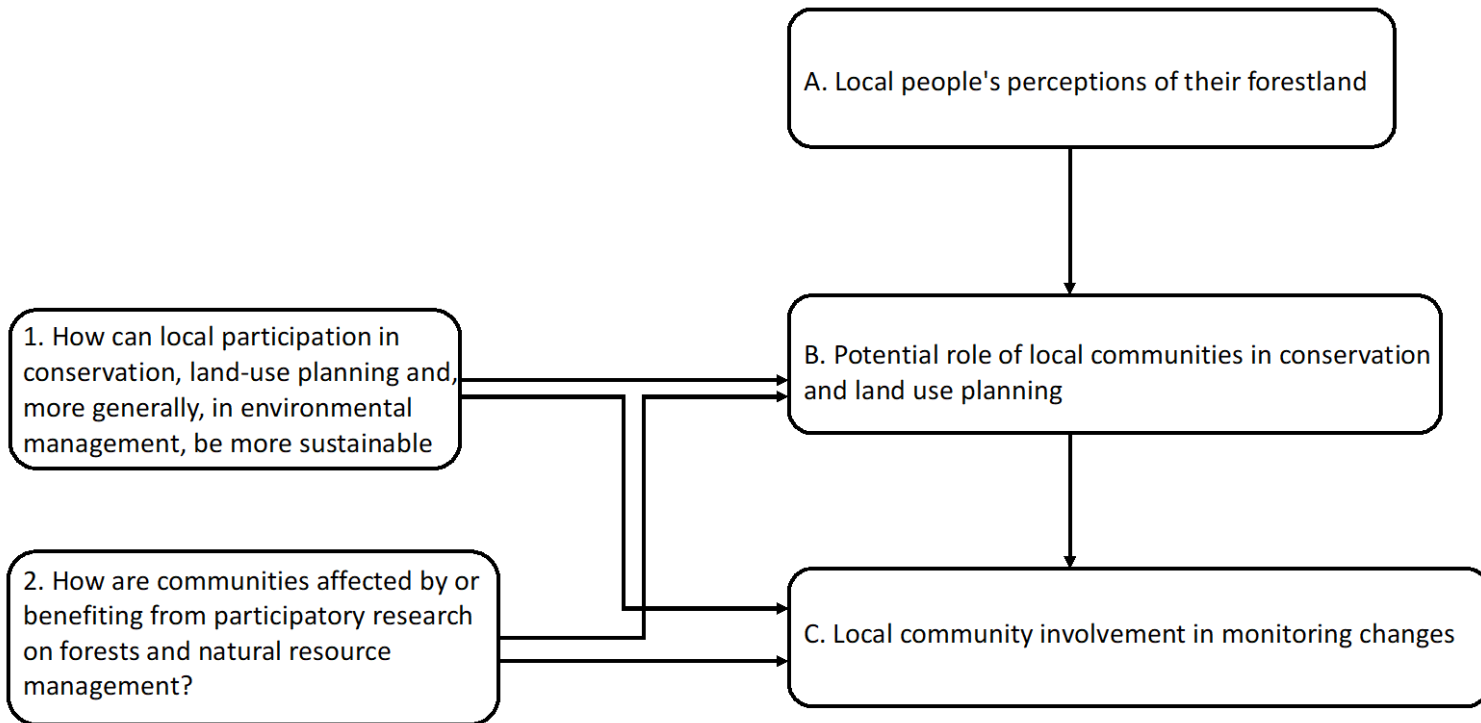 A. Local people's perceptions of their forestland
1. How can local participation in
conservation, land-use planning and,
more generally, in environmental
management, be more sustainable
B. Potential role of local communities in conservation
and land use planning
2. How are communities affected by or
benefiting from participatory research
on forests and natural resource
management?
C. Local community involvement in monitoring changes